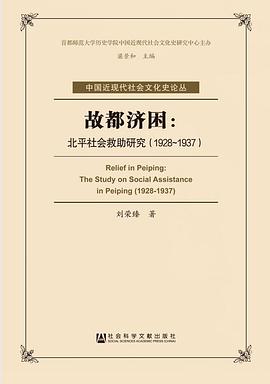 首都师范大学历史学院中国近现代社会文化史研究中心主办
梁景和 主编
中国近现代社会文化史论丛
故都济困：
北平社会救助研究（1928~1937）
Relief in Peiping:
The Study on Social Assistance
in Peiping (1928-1937)
刘荣臻 著
社会科学文献出版社
SOCIAL SCIENCES ACADEMIC PRESS (CHINA)